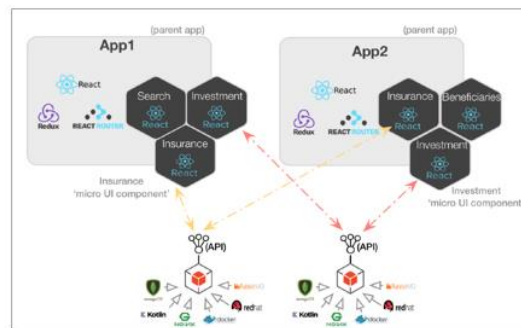 (parent app)
(parent app)
App1
App2
React
React
Search
Investment
Insurance
Beneficiaries
React
React
React
React
Redux
REACT ROUTER
Redux
REACT ROUTER
Insurance
Investment
React
React
Insurance
'micro UI component'
Investment
'micro UI component
(API)
(API)
mongoDB
mongoDB
Kotlin
docker
redhat
Kotlin
docker
redhat